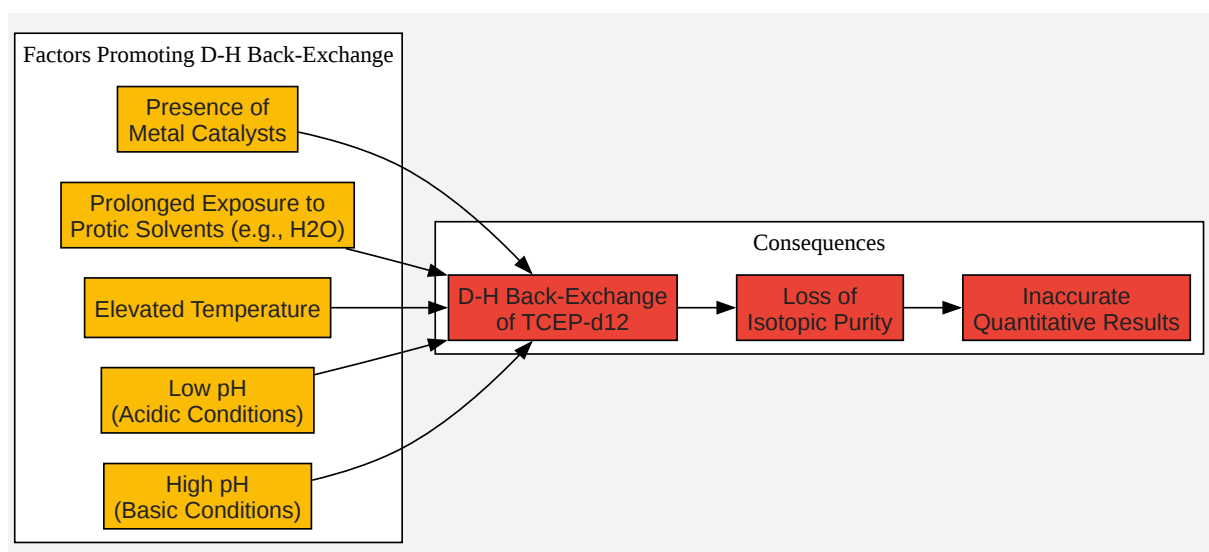 Factors Promoting D-H Back-Exchange
Presence of
Metal Catalysts
Prolonged Exposure to
Protic Solvents (e.g., H2O)
Elevated Temperature
Low pH
(Acidic Conditions)
High pH
(Basic Conditions)
Consequences
D-H Back-Exchange
of TCEP-d12
Loss of
Isotopic Purity
Inaccurate
Quantitative Results